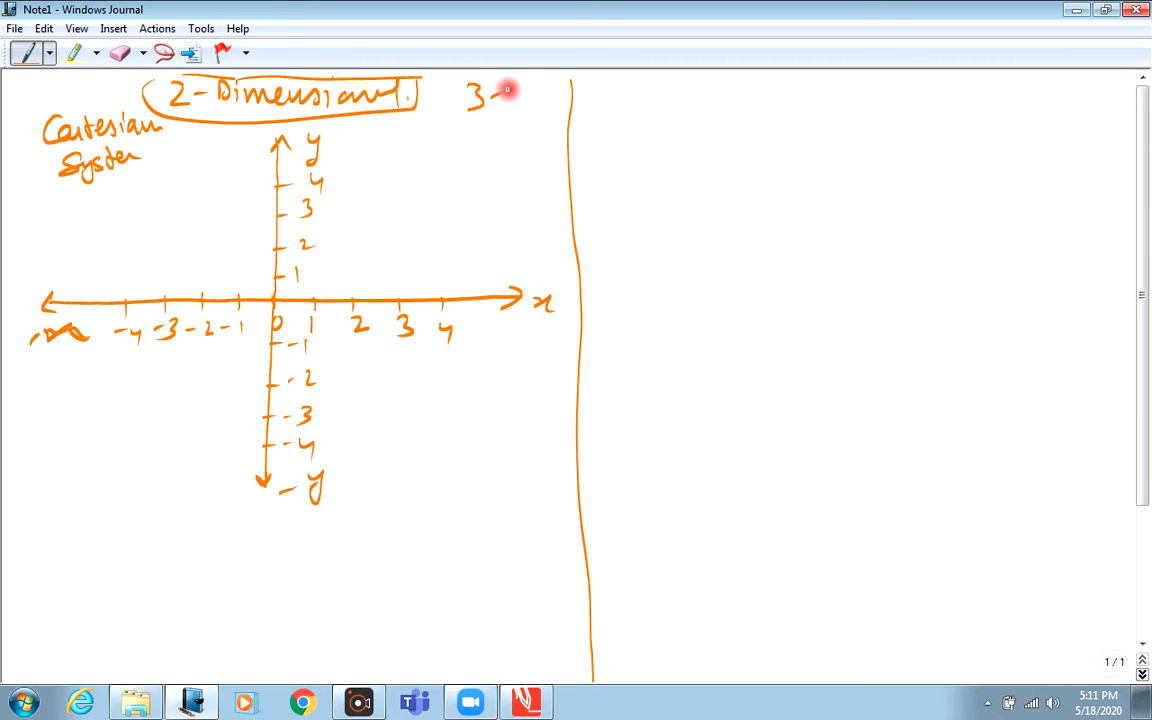 Note1 - Windows Journal
File Edit View Insert Actions Tools Help
2-Dimensional. 3-
Cartesian
System
y
4
3
2
1
-4 -3 -2 -1 0 1 2 3 4 x
-1
-2
-3
-4
-y
1 / 1
5:11 PM
5/18/2020